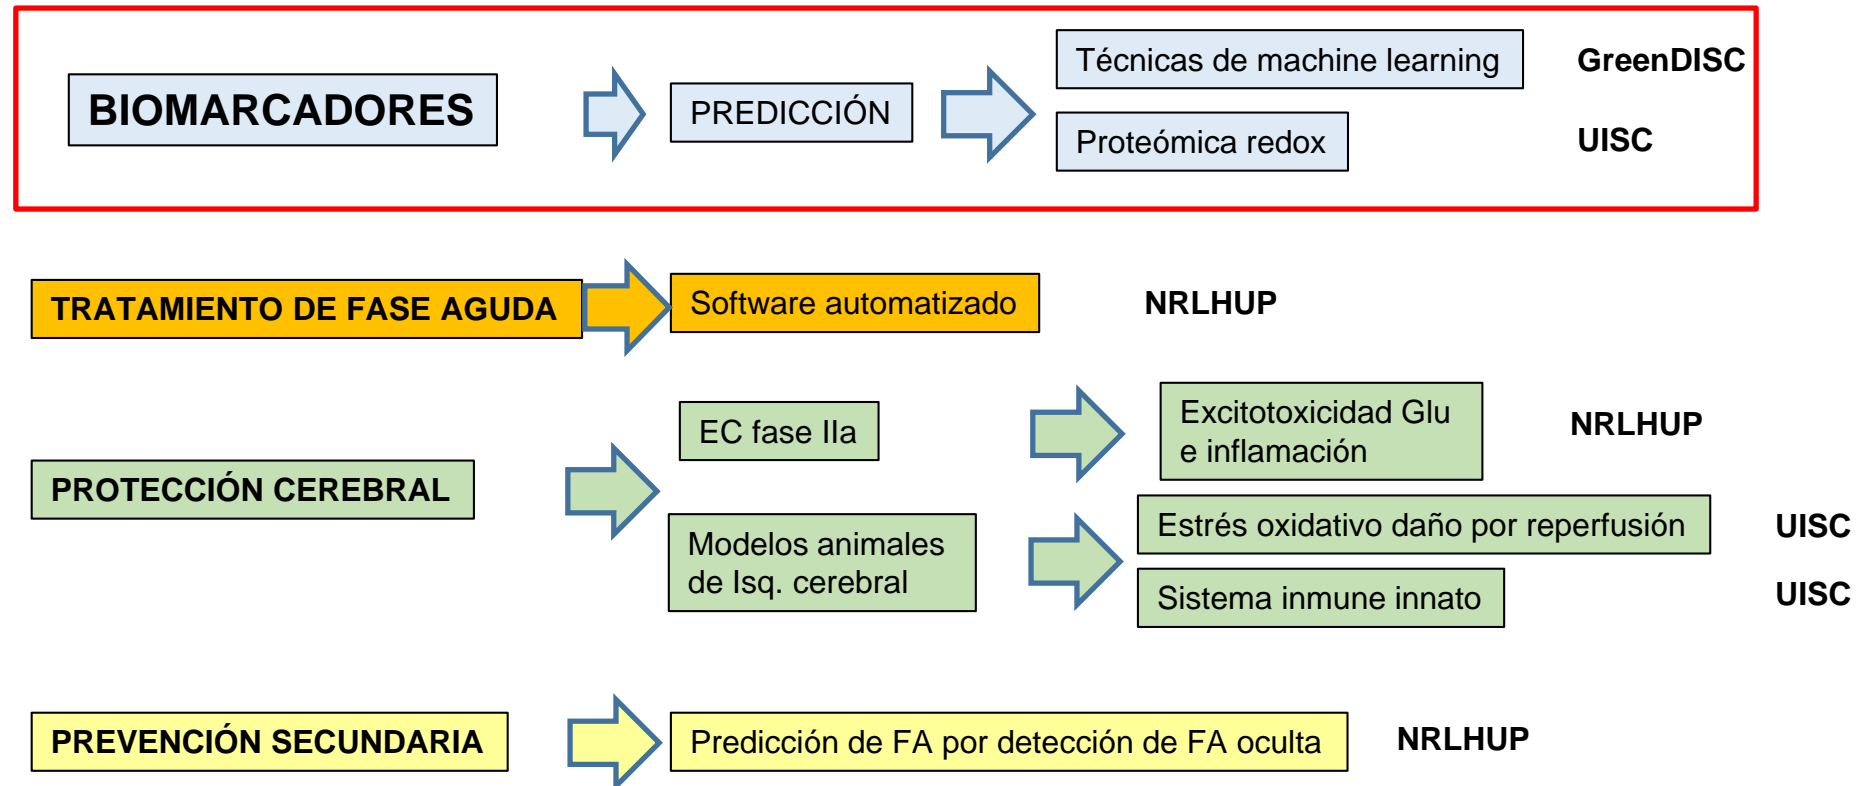 BIOMARCADORES
PREDICCIÓN
Técnicas de machine learning
GreenDISC
Proteómica redox
UISC
TRATAMIENTO DE FASE AGUDA
Software automatizado
NRLHUP
PROTECCIÓN CEREBRAL
EC fase IIa
Excitotoxicidad Glu
e inflamación
NRLHUP
Modelos animales
de Isq. cerebral
Estrés oxidativo daño por reperfusión
UISC
Sistema inmune innato
UISC
PREVENCIÓN SECUNDARIA
Predicción de FA por detección de FA oculta
NRLHUP